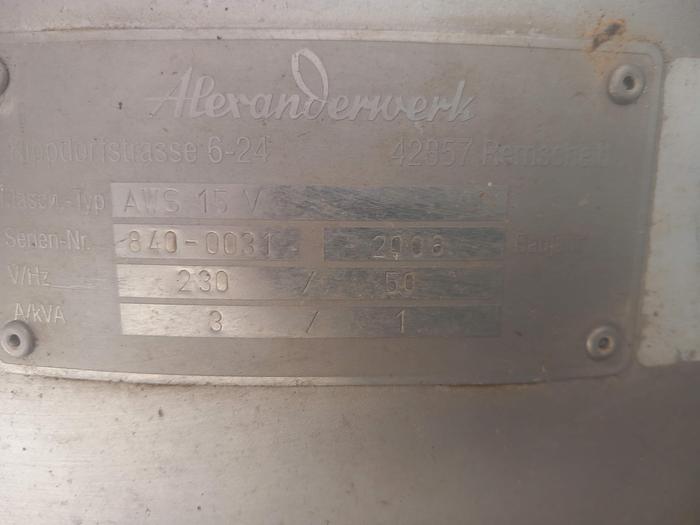 Alexanderwerk
Kippdorfstrasse 6-24 42857 Remscheid
Masch.-Typ AWS 15 V
Serien-Nr. 840-0031 2006
V/Hz 230 / 50
A/kVA 3 / 1